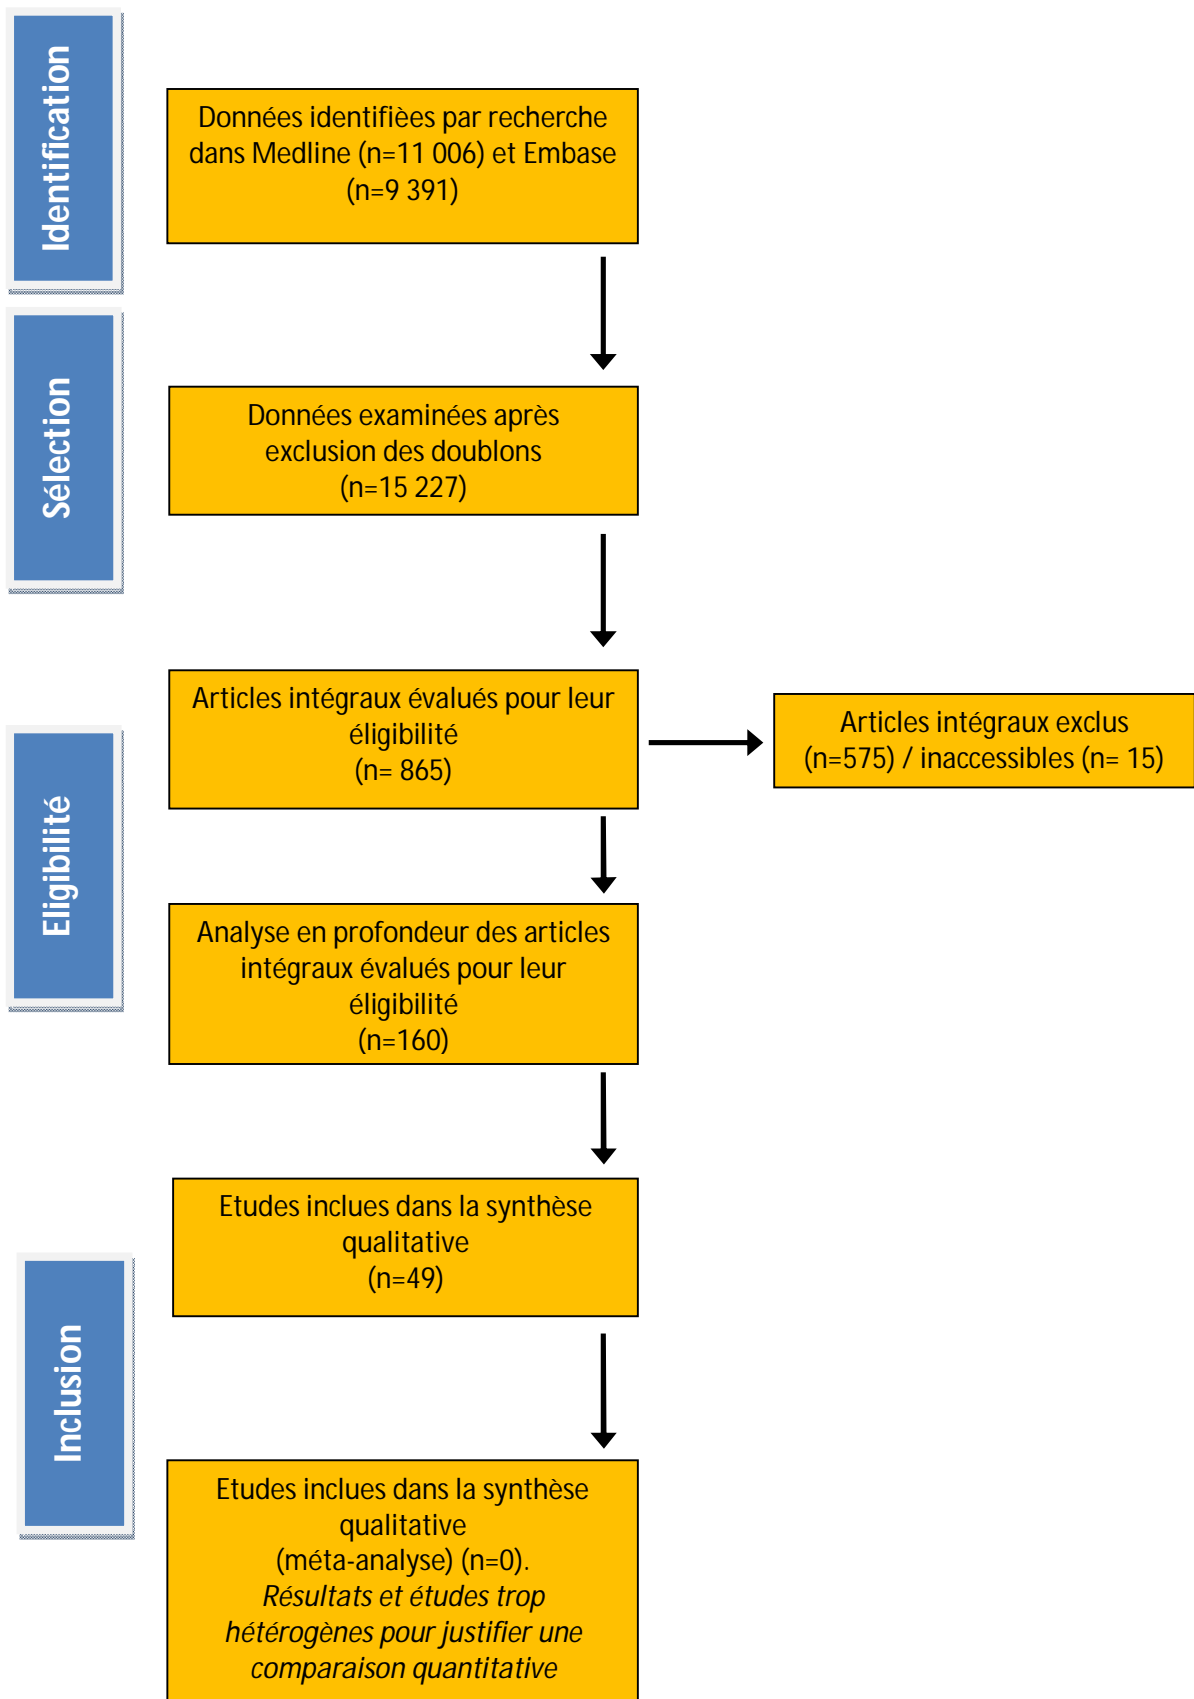 Identification
Données identifièes par recherche
dans Medline (n=11 006) et Embase
(n=9 391)
Sélection
Données examinées après
exclusion des doublons
(n=15 227)
Eligibilité
Articles intégraux évalués pour leur
éligibilité
(n= 865)
Articles intégraux exclus
(n=575) / inaccessibles (n= 15)
Analyse en profondeur des articles
intégraux évalués pour leur
éligibilité
(n=160)
Inclusion
Etudes inclues dans la synthèse
qualitative
(n=49)
Etudes inclues dans la synthèse
qualitative
(méta-analyse) (n=0).
Résultats et études trop
hétérogènes pour justifier une
comparaison quantitative